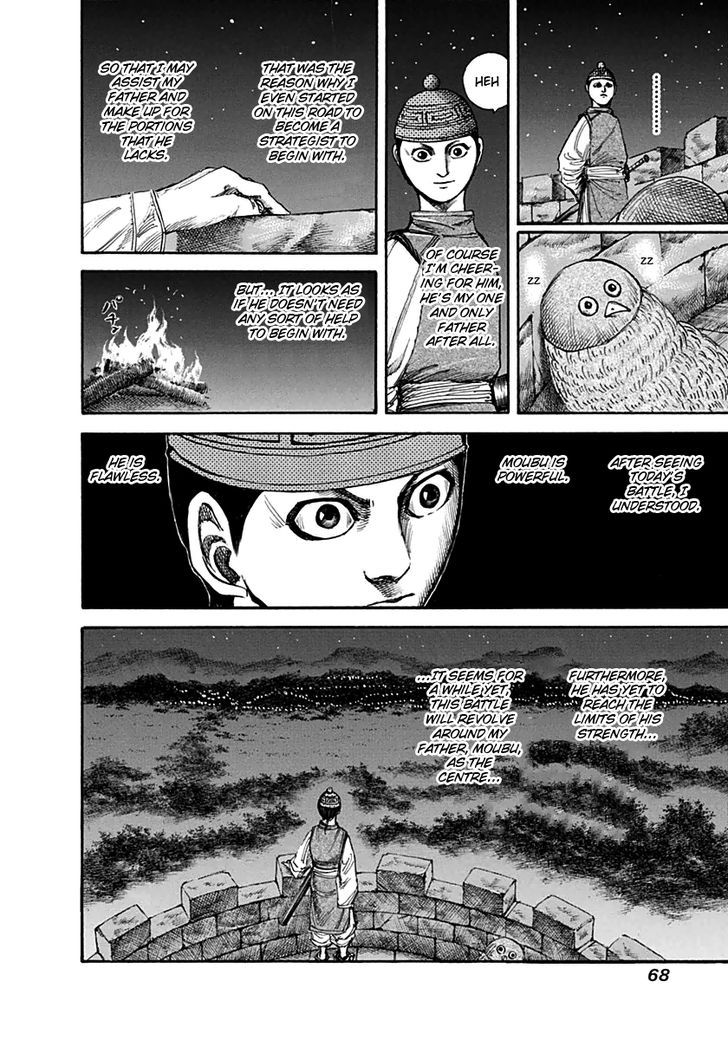 ………
ZZ
ZZ
HEH
OF COURSE
I'M CHEER-
ING FOR HIM,
HE'S MY ONE
AND ONLY
FATHER
AFTER ALL.
THAT WAS THE
REASON WHY I
EVEN STARTED
ON THIS ROAD TO
BECOME A
STRATEGIST TO
BEGIN WITH.
SO THAT I MAY
ASSIST MY
FATHER AND
MAKE UP FOR
THE PORTIONS
THAT HE
LACKS.
BUT... IT LOOKS AS
IF HE DOESN'T NEED
ANY SORT OF HELP
TO BEGIN WITH.
パチッ
AFTER SEEING
TODAY'S
BATTLE, I
UNDERSTOOD.
MOUBU IS
POWERFUL.
HE IS
FLAWLESS.
FURTHERMORE,
HE HAS YET TO
REACH THE
LIMITS OF HIS
STRENGTH...
...IT SEEMS FOR
A WHILE YET,
THIS BATTLE
WILL REVOLVE
AROUND MY
FATHER, MOUBU,
AS THE
CENTRE...
68